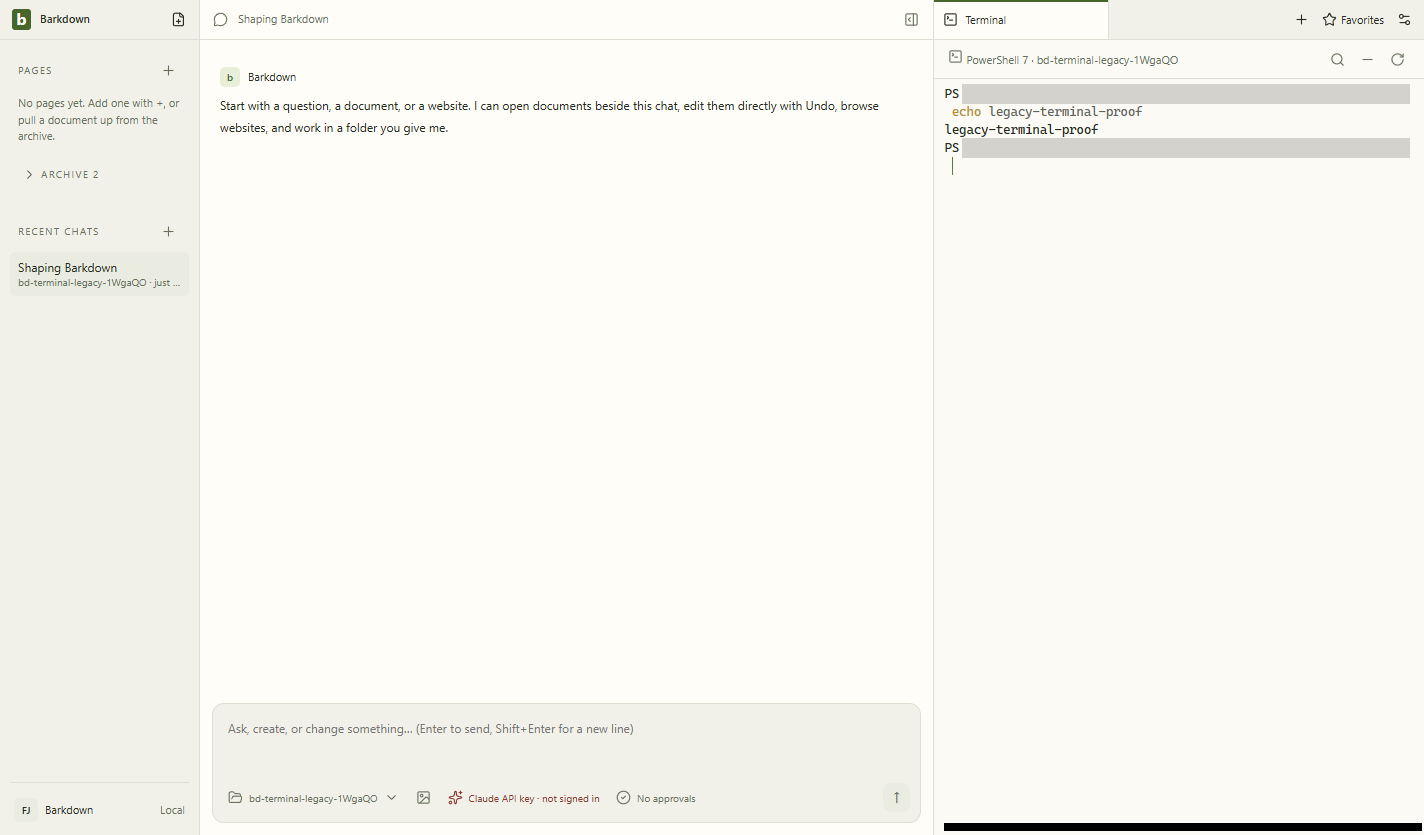 b Barkdown
PAGES
No pages yet. Add one with +, or
pull a document up from the
archive.
ARCHIVE 2
RECENT CHATS
Shaping Barkdown
bd-terminal-legacy-1WgaQO · just ...
FJ Barkdown Local
Shaping Barkdown
b Barkdown
Start with a question, a document, or a website. I can open documents beside this chat, edit them directly with Undo, browse
websites, and work in a folder you give me.
Ask, create, or change something... (Enter to send, Shift+Enter for a new line)
bd-terminal-legacy-1WgaQO Claude API key · not signed in No approvals
Terminal Favorites
PowerShell 7 · bd-terminal-legacy-1WgaQO
PS
echo legacy-terminal-proof
legacy-terminal-proof
PS